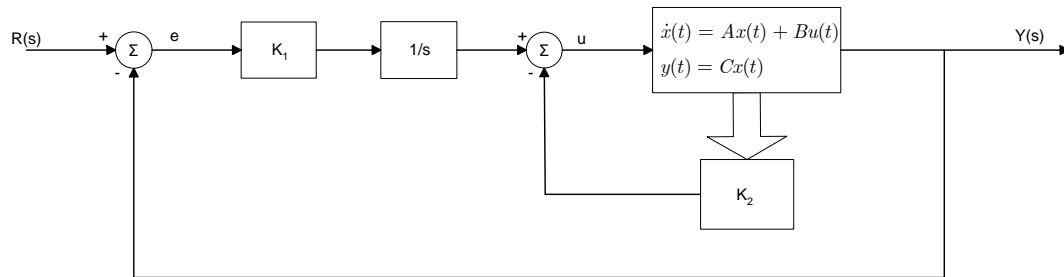 R(s)
+
-
Σ
e
K₁
1/s
+
-
Σ
u
ẋ(t) = Ax(t) + Bu(t)
y(t) = Cx(t)
Y(s)
K₂